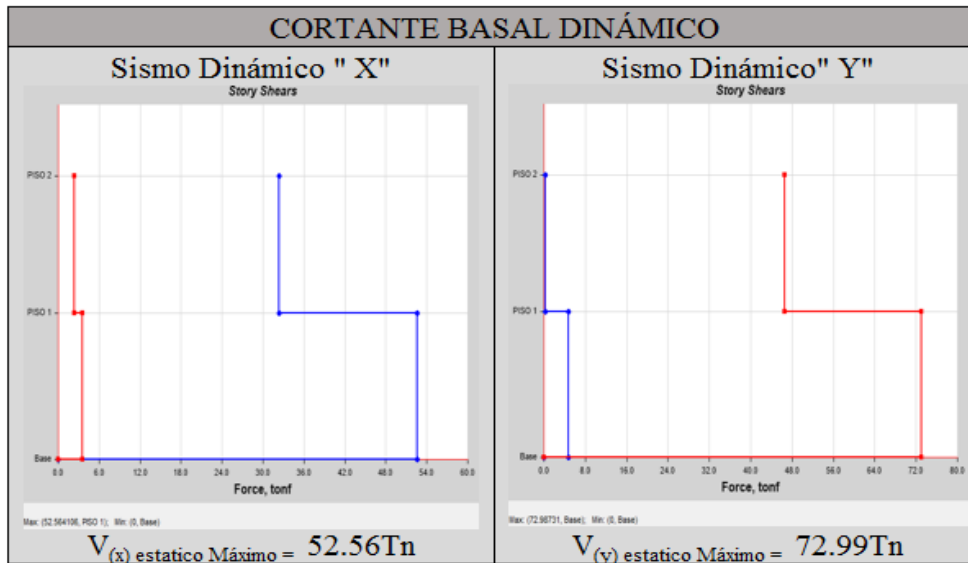 CORTANTE BASAL DINÁMICO
Sismo Dinámico " X"
Story Shears
PISO 2
PISO 1
Base
0.0 6.0 12.0 18.0 24.0 30.0 36.0 42.0 48.0 54.0 60.0
Force, tonf
Max: (52.564106, PISO 1); Min: (0, Base)
V(x) estatico Máximo = 52.56Tn
Sismo Dinámico" Y"
Story Shears
PISO 2
PISO 1
Base
0.0 8.0 16.0 24.0 32.0 40.0 48.0 56.0 64.0 72.0 80.0
Force, tonf
Max: (72.98731, Base); Min: (0, Base)
V(y) estatico Máximo = 72.99Tn